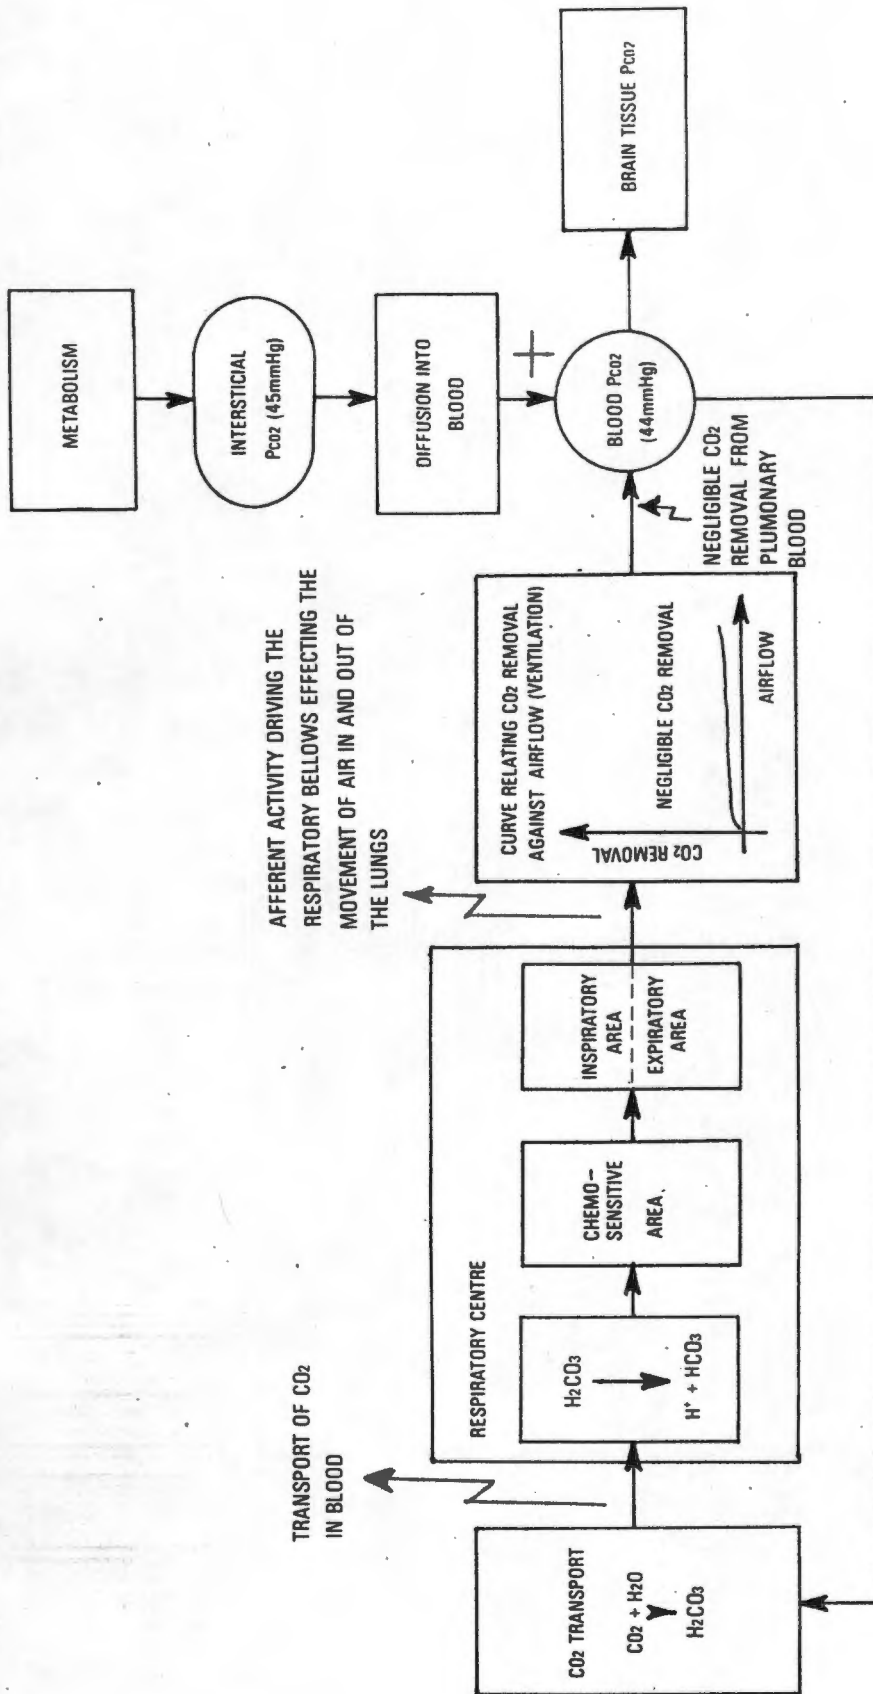 METABOLISM
INTERSTICIAL
PCO2 (45mmHg)
DIFFUSION INTO
BLOOD
+
BLOOD PCO2
(44mmHg)
BRAIN TISSUE PCO2
NEGLIGIBLE CO2
REMOVAL FROM
PLUMONARY
BLOOD
AFFERENT ACTIVITY DRIVING THE
RESPIRATORY BELLOWS EFFECTING THE
MOVEMENT OF AIR IN AND OUT OF
THE LUNGS
CURVE RELATING CO2 REMOVAL
AGAINST AIRFLOW (VENTILATION)
CO2 REMOVAL
NEGLIGIBLE CO2 REMOVAL
AIRFLOW
RESPIRATORY CENTRE
INSPIRATORY
AREA
EXPIRATORY
AREA
CHEMO-
SENSITIVE
AREA.
H2CO3
H+ + HCO3
TRANSPORT OF CO2
IN BLOOD
CO2 TRANSPORT
CO2 + H2O
H2CO3